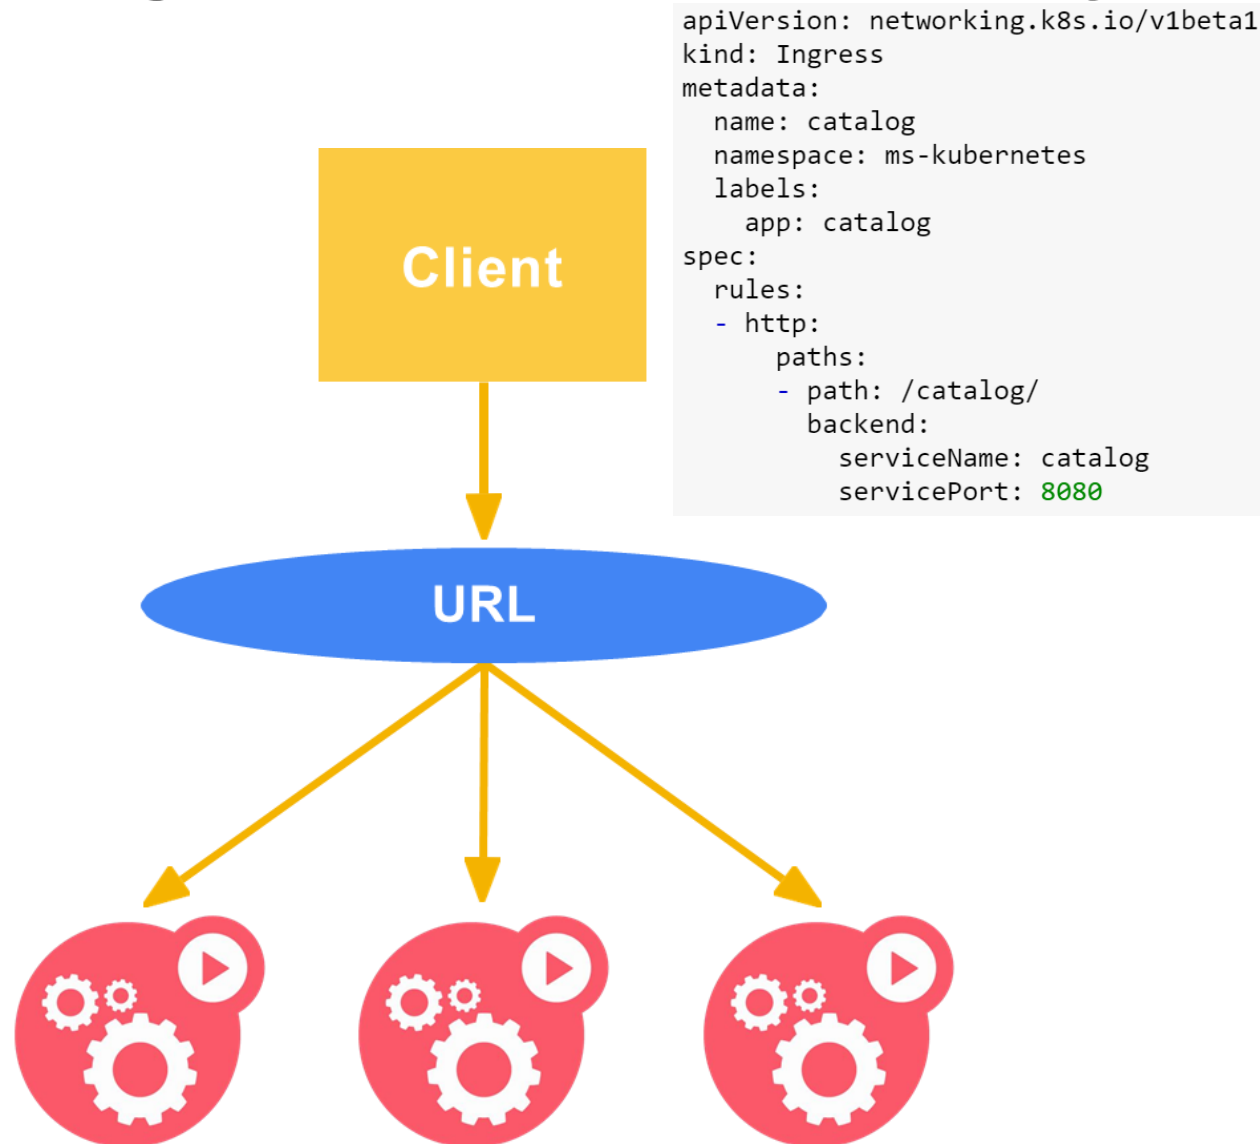 apiVersion: networking.k8s.io/v1beta1
kind: Ingress
metadata:
  name: catalog
  namespace: ms-kubernetes
  labels:
    app: catalog
spec:
  rules:
  - http:
      paths:
      - path: /catalog/
        backend:
          serviceName: catalog
          servicePort: 8080
Client
URL